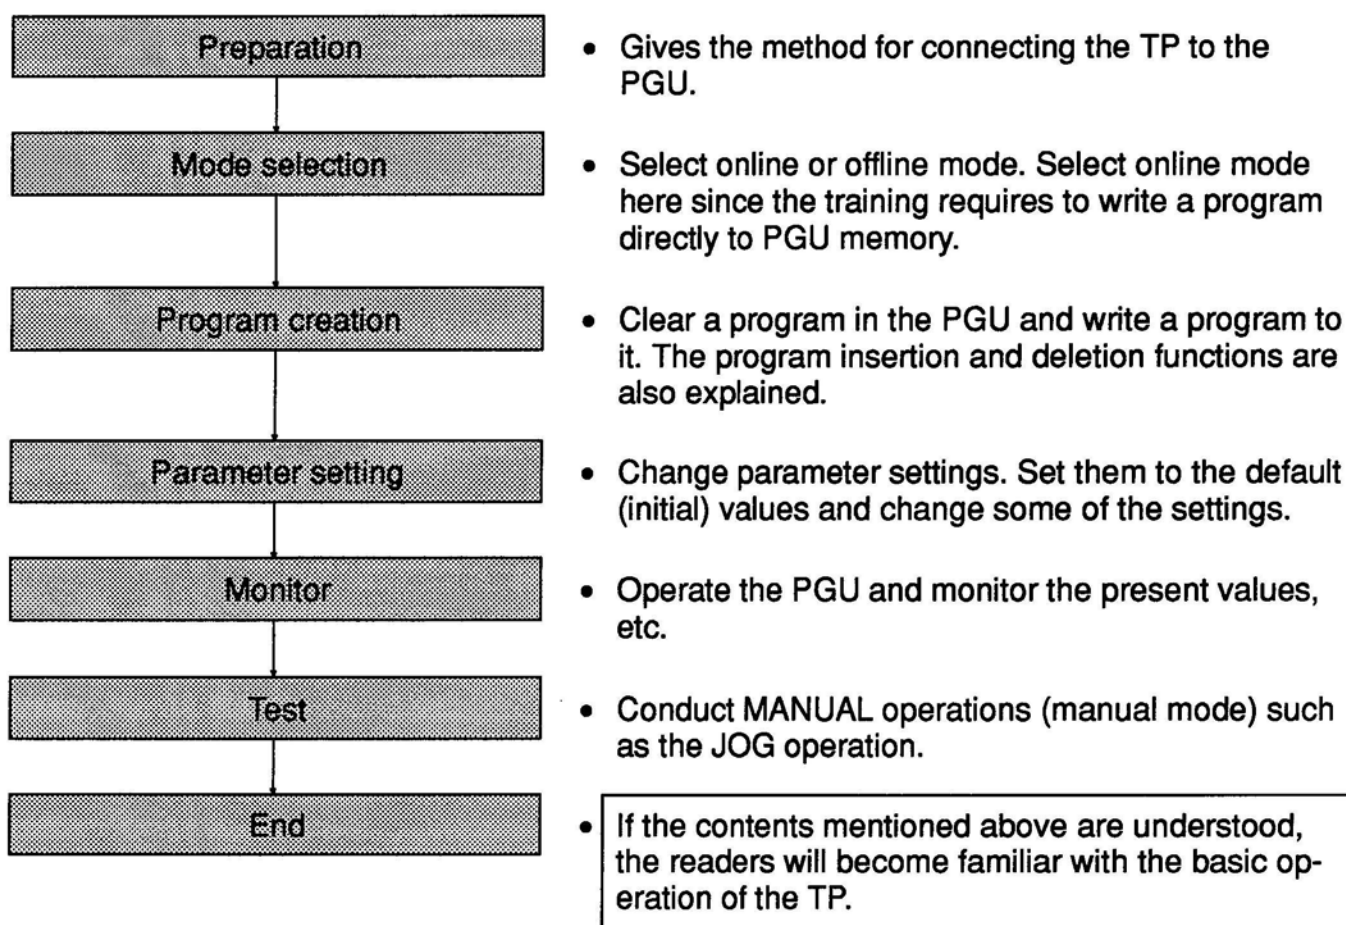 Preparation
• Gives the method for connecting the TP to the
PGU.
Mode selection
• Select online or offline mode. Select online mode
here since the training requires to write a program
directly to PGU memory.
Program creation
• Clear a program in the PGU and write a program to
it. The program insertion and deletion functions are
also explained.
Parameter setting
• Change parameter settings. Set them to the default
(initial) values and change some of the settings.
Monitor
• Operate the PGU and monitor the present values,
etc.
Test
• Conduct MANUAL operations (manual mode) such
as the JOG operation.
End
• If the contents mentioned above are understood,
the readers will become familiar with the basic op-
eration of the TP.